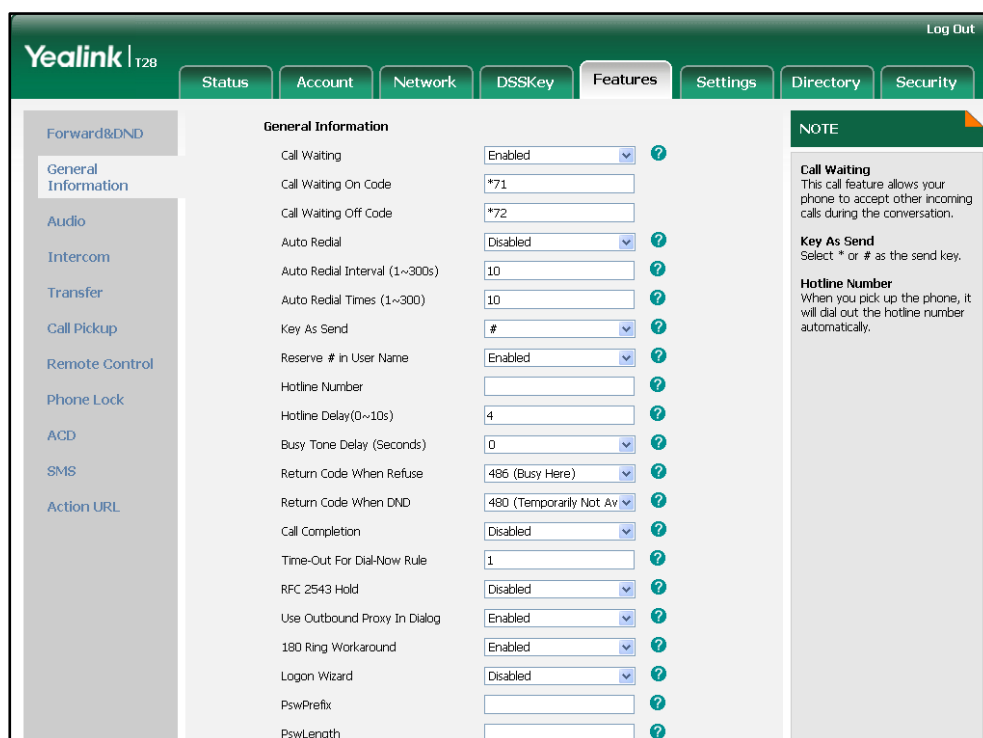 Log Out
Yealink T28
Status Account Network DSSKey Features Settings Directory Security
Forward&DND
General
Information
Audio
Intercom
Transfer
Call Pickup
Remote Control
Phone Lock
ACD
SMS
Action URL
General Information
Call Waiting Enabled ?
Call Waiting On Code *71
Call Waiting Off Code *72
Auto Redial Disabled ?
Auto Redial Interval (1~300s) 10 ?
Auto Redial Times (1~300) 10 ?
Key As Send # ?
Reserve # in User Name Enabled ?
Hotline Number ?
Hotline Delay(0~10s) 4 ?
Busy Tone Delay (Seconds) 0 ?
Return Code When Refuse 486 (Busy Here) ?
Return Code When DND 480 (Temporarily Not Av ?
Call Completion Disabled ?
Time-Out For Dial-Now Rule 1 ?
RFC 2543 Hold Disabled ?
Use Outbound Proxy In Dialog Enabled ?
180 Ring Workaround Enabled ?
Logon Wizard Disabled ?
PswPrefix ?
PswLength ?
NOTE
Call Waiting
This call feature allows your
phone to accept other incoming
calls during the conversation.
Key As Send
Select * or # as the send key.
Hotline Number
When you pick up the phone, it
will dial out the hotline number
automatically.